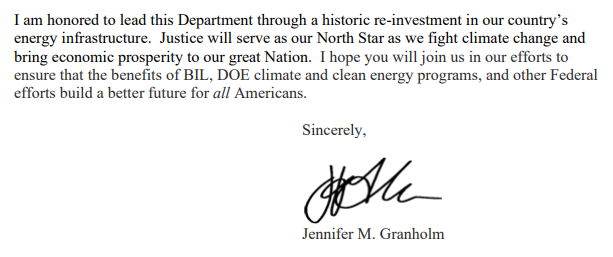 I am honored to lead this Department through a historic re-investment in our country's
energy infrastructure.  Justice will serve as our North Star as we fight climate change and
bring economic prosperity to our great Nation.  I hope you will join us in our efforts to
ensure that the benefits of BIL, DOE climate and clean energy programs, and other Federal
efforts build a better future for all Americans.
Sincerely,
Jennifer M. Granholm